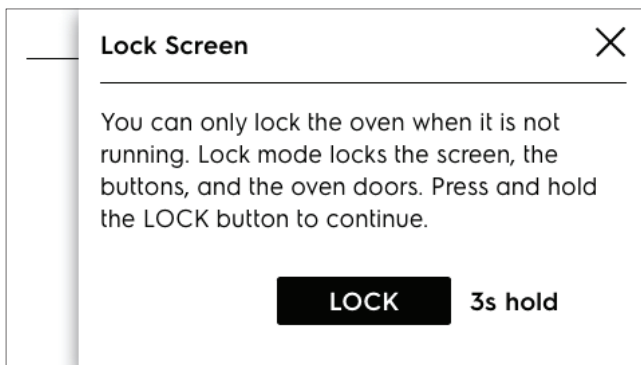 Lock Screen
You can only lock the oven when it is not
running. Lock mode locks the screen, the
buttons, and the oven doors. Press and hold
the LOCK button to continue.
LOCK 3s hold